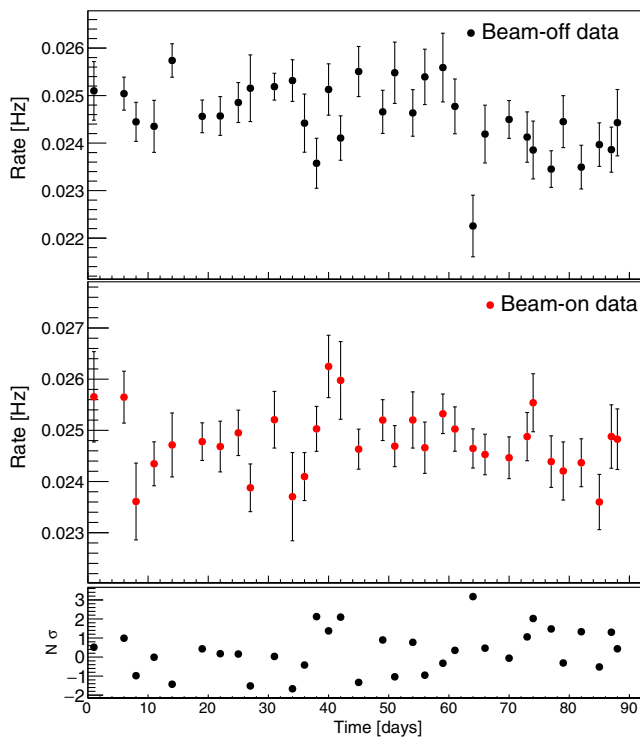 Beam-off data
Rate [Hz]
0.026
0.025
0.024
0.023
0.022
Beam-on data
Rate [Hz]
0.027
0.026
0.025
0.024
0.023
N σ
3
2
1
0
−1
−2
0 10 20 30 40 50 60 70 80 90
Time [days]